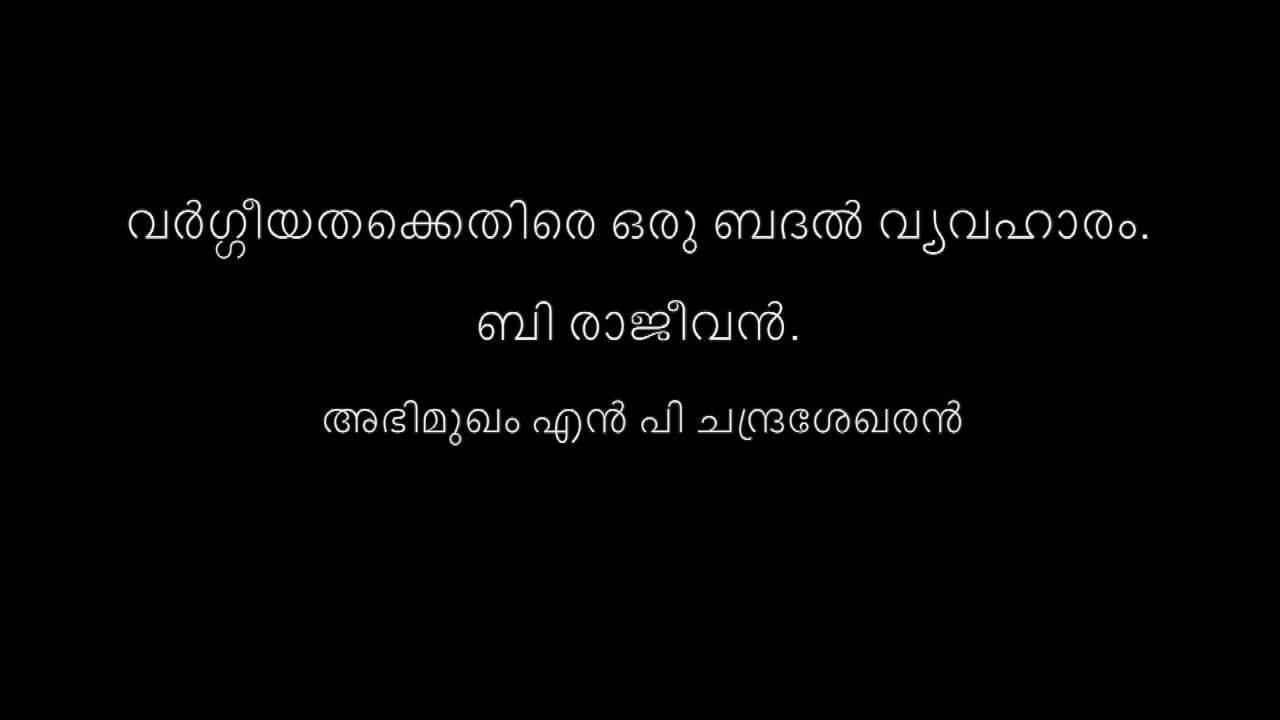 വർഗ്ഗീയതക്കെതിരെ ഒരു ബദൽ വ്യവഹാരം.
ബി രാജീവൻ.
അഭിമുഖം എൻ പി ചന്ദ്രശേഖരൻ